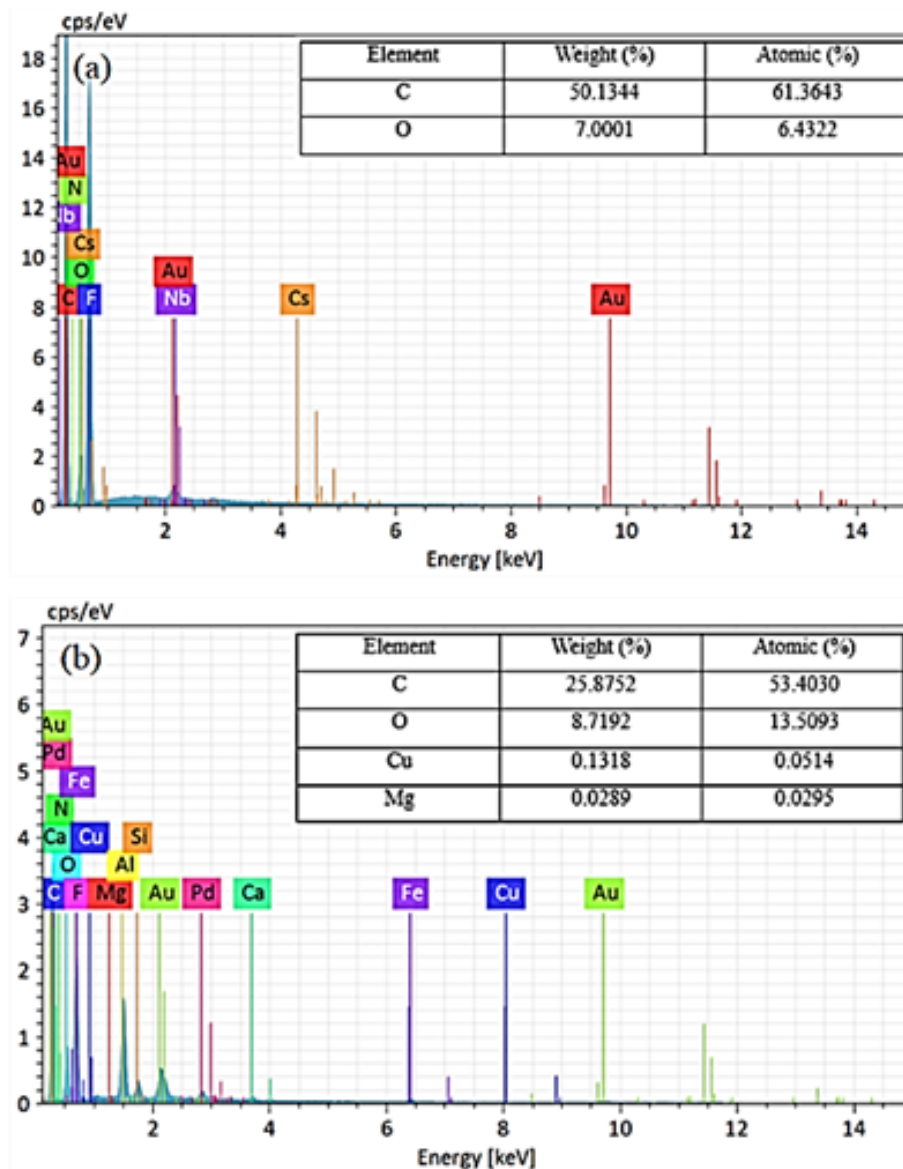 cps/eV
(a)
Element Weight (%) Atomic (%)
C 50.1344 61.3643
O 7.0001 6.4322
18
16
14
12
10
8
6
4
2
0
Au
N
Nb
Cs
O
C F
Au
Nb
Cs
Au
2 4 6 8 10 12 14
Energy [keV]
cps/eV
(b)
Element Weight (%) Atomic (%)
C 25.8752 53.4030
O 8.7192 13.5093
Cu 0.1318 0.0514
Mg 0.0289 0.0295
7
6
5
4
3
2
1
0
Au
Pd
Fe
N
Ca Cu Si
O Al
C F Mg Au Pd Ca Fe Cu Au
2 4 6 8 10 12 14
Energy [keV]